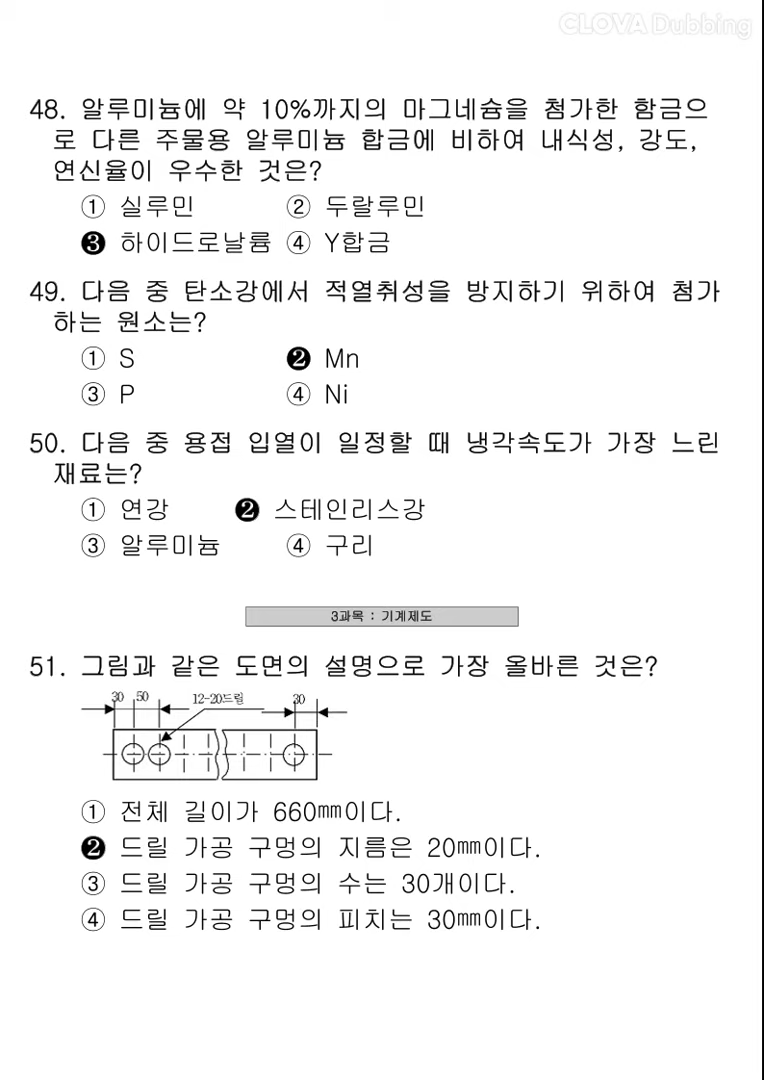 CLOVA Dubbing
48. 알루미늄에 약 10%까지의 마그네슘을 첨가한 함금으
로 다른 주물용 알루미늄 합금에 비하여 내식성, 강도,
연신율이 우수한 것은?
① 실루민 ② 두랄루민
❸ 하이드로날륨 ④ Y합금
49. 다음 중 탄소강에서 적열취성을 방지하기 위하여 첨가
하는 원소는?
① S ❷ Mn
③ P ④ Ni
50. 다음 중 용접 입열이 일정할 때 냉각속도가 가장 느린
재료는?
① 연강 ❷ 스테인리스강
③ 알루미늄 ④ 구리
3과목 : 기계제도
51. 그림과 같은 도면의 설명으로 가장 올바른 것은?
30 50 12-20드릴 30
① 전체 길이가 660㎜이다.
❷ 드릴 가공 구멍의 지름은 20㎜이다.
③ 드릴 가공 구멍의 수는 30개이다.
④ 드릴 가공 구멍의 피치는 30㎜이다.